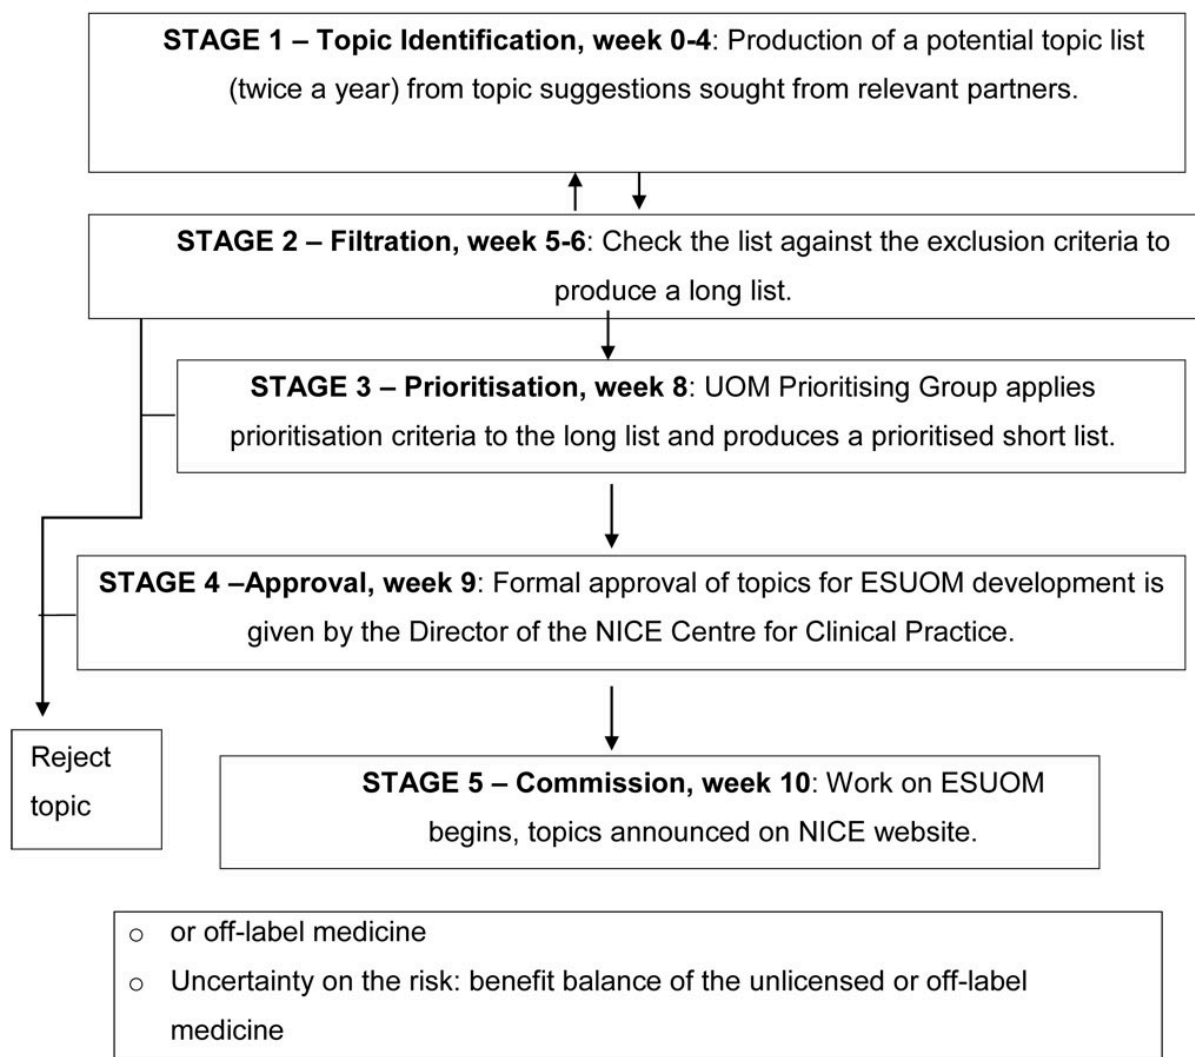 STAGE 1 – Topic Identification, week 0-4: Production of a potential topic list
(twice a year) from topic suggestions sought from relevant partners.
STAGE 2 – Filtration, week 5-6: Check the list against the exclusion criteria to
produce a long list.
STAGE 3 – Prioritisation, week 8: UOM Prioritising Group applies
prioritisation criteria to the long list and produces a prioritised short list.
STAGE 4 –Approval, week 9: Formal approval of topics for ESUOM development is
given by the Director of the NICE Centre for Clinical Practice.
Reject
topic
STAGE 5 – Commission, week 10: Work on ESUOM
begins, topics announced on NICE website.
o or off-label medicine
o Uncertainty on the risk: benefit balance of the unlicensed or off-label
medicine